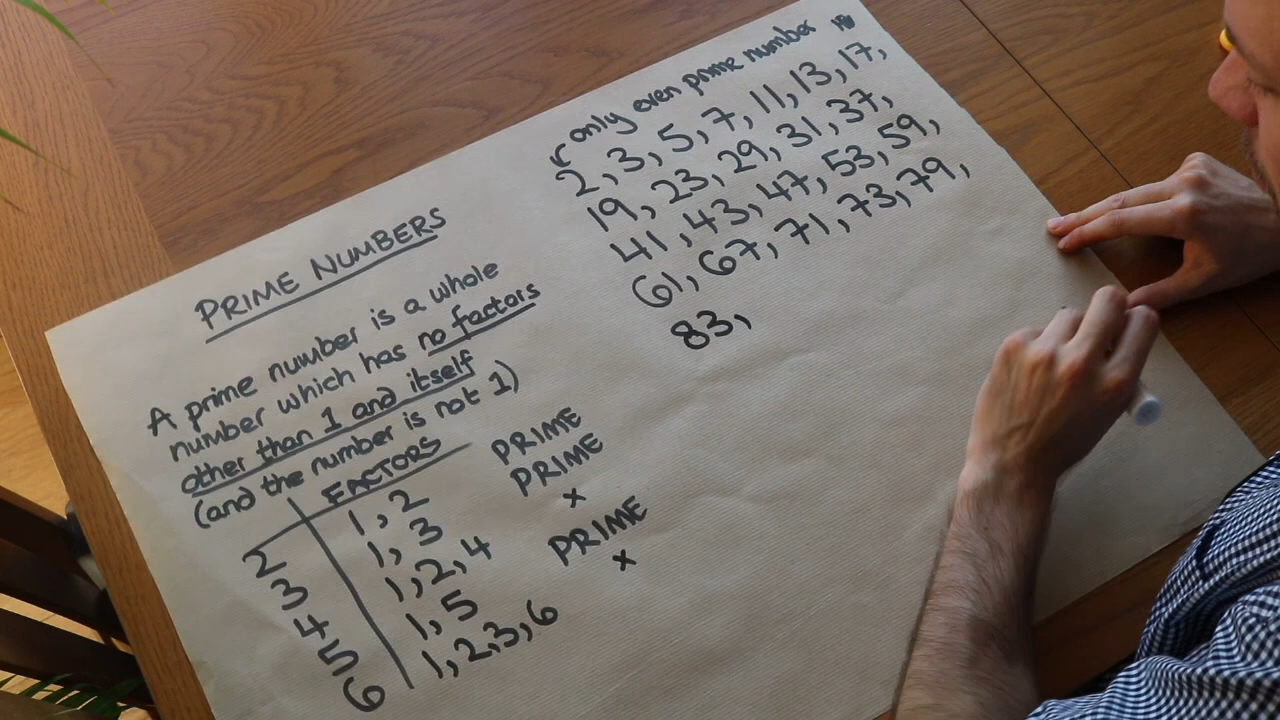 PRIME NUMBERS
A prime number is a whole
number which has no factors
other than 1 and itself
(and the number is not 1)
FACTORS
2 1, 2 PRIME
3 1, 3 PRIME
4 1, 2, 4 x
5 1, 5 PRIME
6 1, 2, 3, 6 x
only even prime number
2, 3, 5, 7, 11, 13, 17,
19, 23, 29, 31, 37,
41, 43, 47, 53, 59,
61, 67, 71, 73, 79,
83,